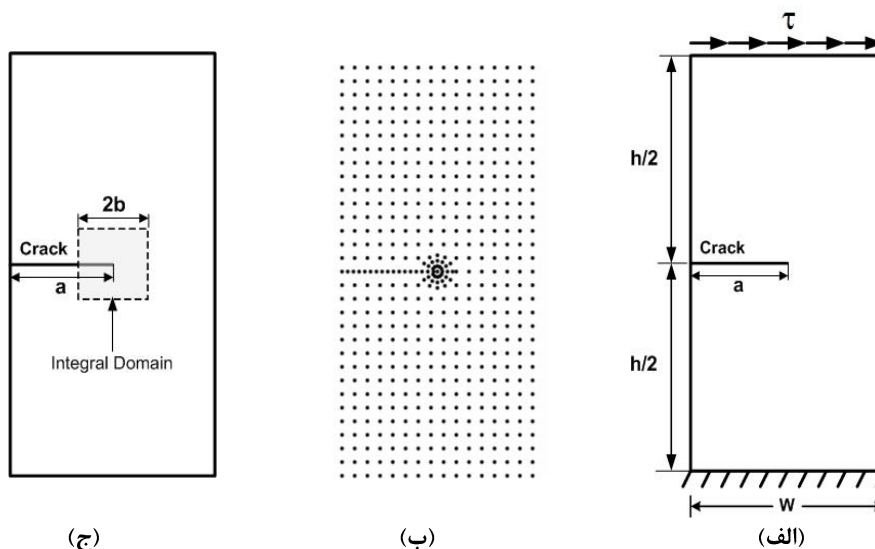 τ
h/2
2b
Crack
a
Integral Domain
Crack
a
h/2
W
(ج)
(ب)
(الف)